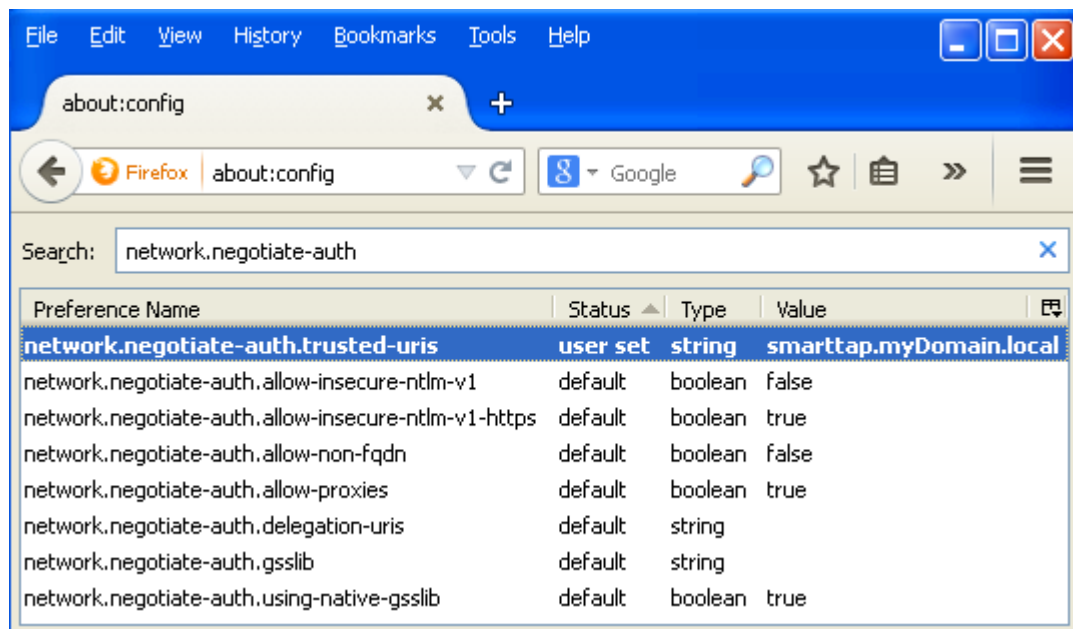 File Edit View History Bookmarks Tools Help
about:config
Firefox about:config 8 Google
Search: network.negotiate-auth
Preference Name Status Type Value
network.negotiate-auth.trusted-uris user set string smarttap.myDomain.local
network.negotiate-auth.allow-insecure-ntlm-v1 default boolean false
network.negotiate-auth.allow-insecure-ntlm-v1-https default boolean true
network.negotiate-auth.allow-non-fqdn default boolean false
network.negotiate-auth.allow-proxies default boolean true
network.negotiate-auth.delegation-uris default string
network.negotiate-auth.gsslib default string
network.negotiate-auth.using-native-gsslib default boolean true